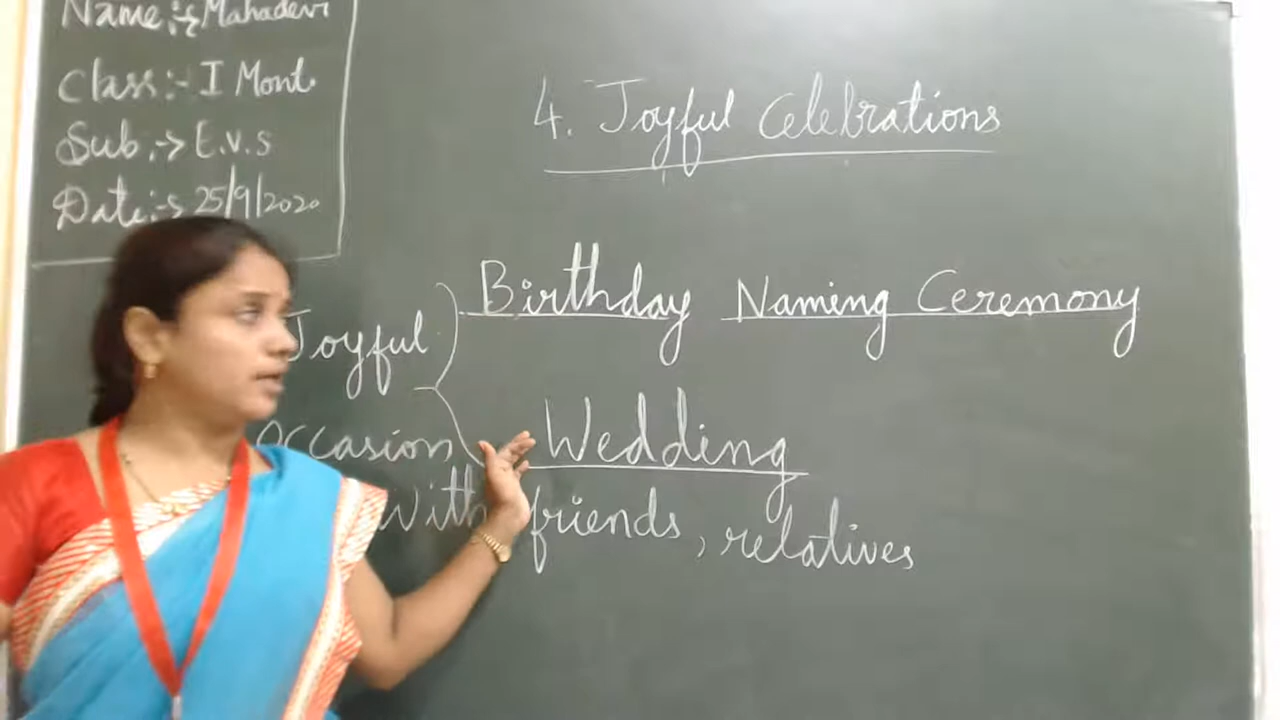 Name :- Mahadevi
Class :- I Mont.
Sub :-> E.v.s
Date :-> 25/9/2020
4. Joyful Celebrations
Birthday Naming Ceremony
Joyful
Occasion Wedding
With friends, relatives